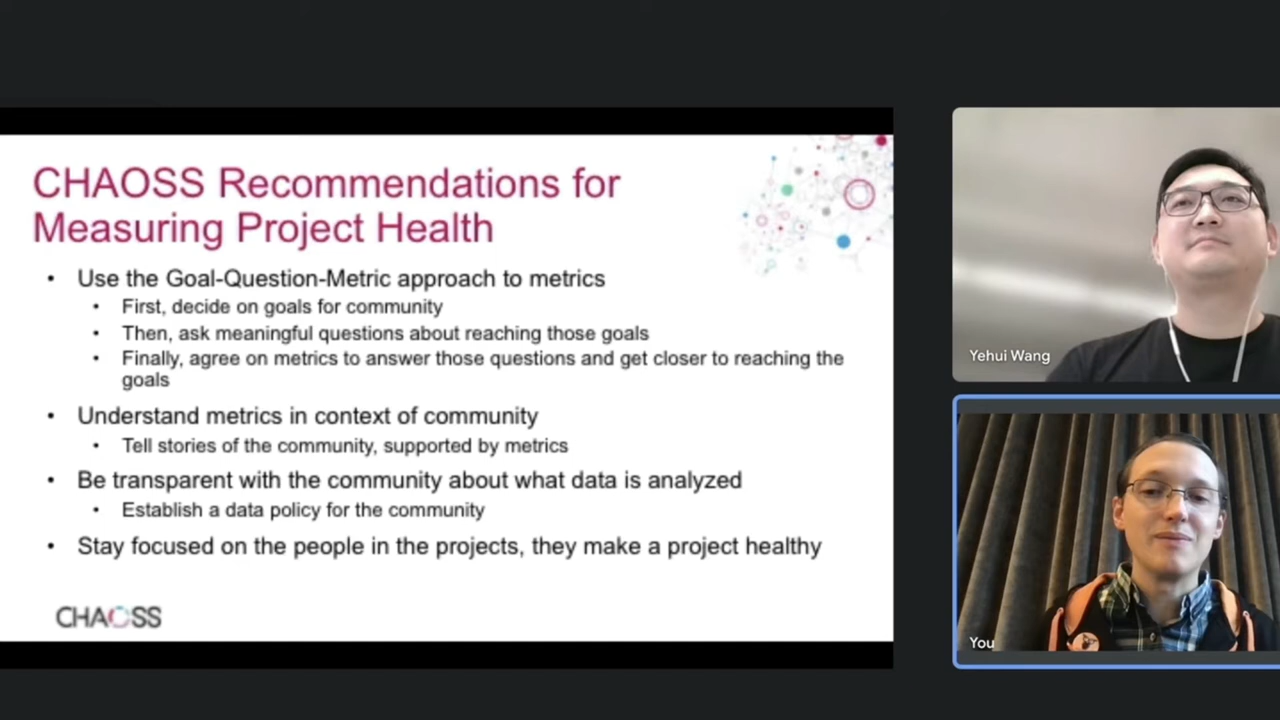 CHAOSS Recommendations for
Measuring Project Health
• Use the Goal-Question-Metric approach to metrics
• First, decide on goals for community
• Then, ask meaningful questions about reaching those goals
• Finally, agree on metrics to answer those questions and get closer to reaching the
goals
• Understand metrics in context of community
• Tell stories of the community, supported by metrics
• Be transparent with the community about what data is analyzed
• Establish a data policy for the community
• Stay focused on the people in the projects, they make a project healthy
CHAOSS
Yehui Wang
You